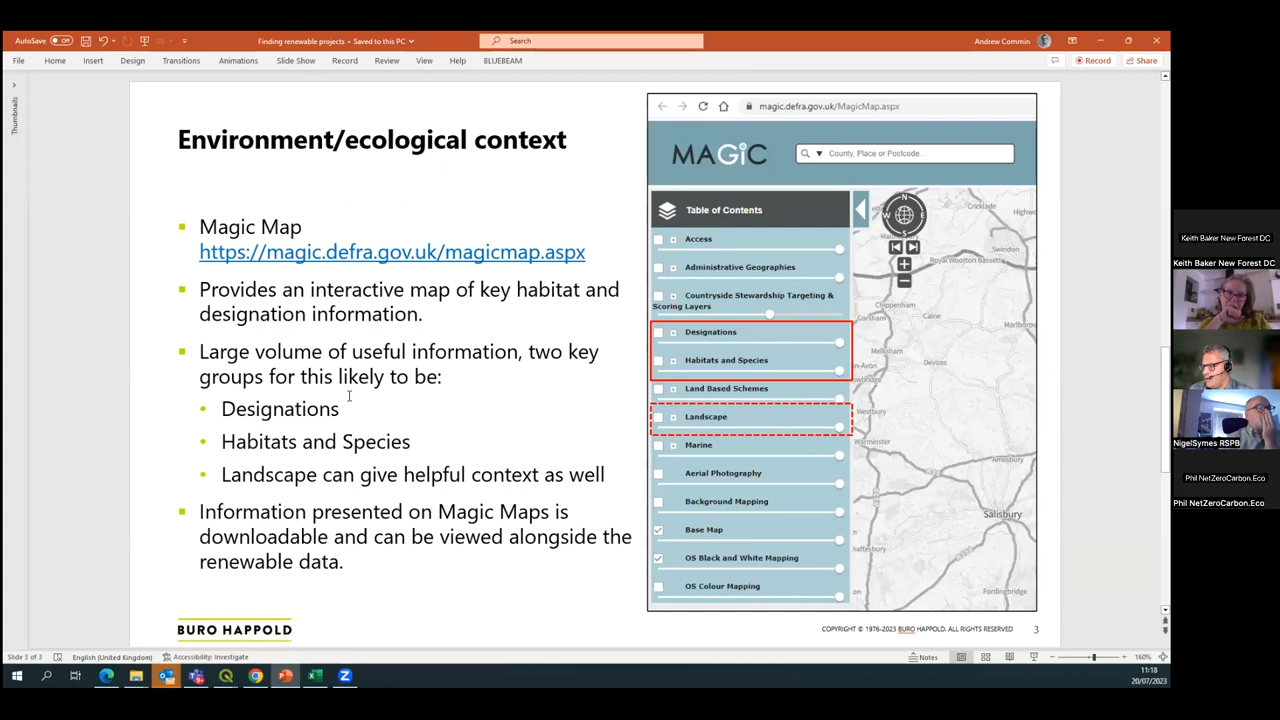 AutoSave
Off
Finding renewable projects • Saved to this PC
Search
Andrew Commin
File
Home
Insert
Design
Transitions
Animations
Slide Show
Record
Review
View
Help
BLUEBEAM
Record
Share
Thumbnails
Environment/ecological context
Magic Map
https://magic.defra.gov.uk/magicmap.aspx
Provides an interactive map of key habitat and
designation information.
Large volume of useful information, two key
groups for this likely to be:
Designations
Habitats and Species
Landscape can give helpful context as well
Information presented on Magic Maps is
downloadable and can be viewed alongside the
renewable data.
BURO HAPPOLD
COPYRIGHT © 1976-2023 BURO HAPPOLD. ALL RIGHTS RESERVED
3
magic.defra.gov.uk/MagicMap.aspx
MAGiC
County, Place or Postcode...
Table of Contents
Access
Administrative Geographies
Countryside Stewardship Targeting &
Scoring Layers
Designations
Habitats and Species
Land Based Schemes
Landscape
Marine
Aerial Photography
Background Mapping
Base Map
OS Black and White Mapping
OS Colour Mapping
N
W
E
S
Cricklade
Highwo
Swindon
Royal Wootton Bassett
Chippenham
Calne
Corsham
Marlborou
Melksham
Devizes
Westbury
Warminster
Amesbury
Salisbury
haftesbury
Fordingbridge
Keith Baker New Forest DC
Keith Baker New Forest DC
NigelSymes RSPB
Phil NetZeroCarbon.Eco
Phil NetZeroCarbon.Eco
Slide 3 of 3
English (United Kingdom)
Accessibility: Investigate
Notes
160%
11:18
20/07/2023